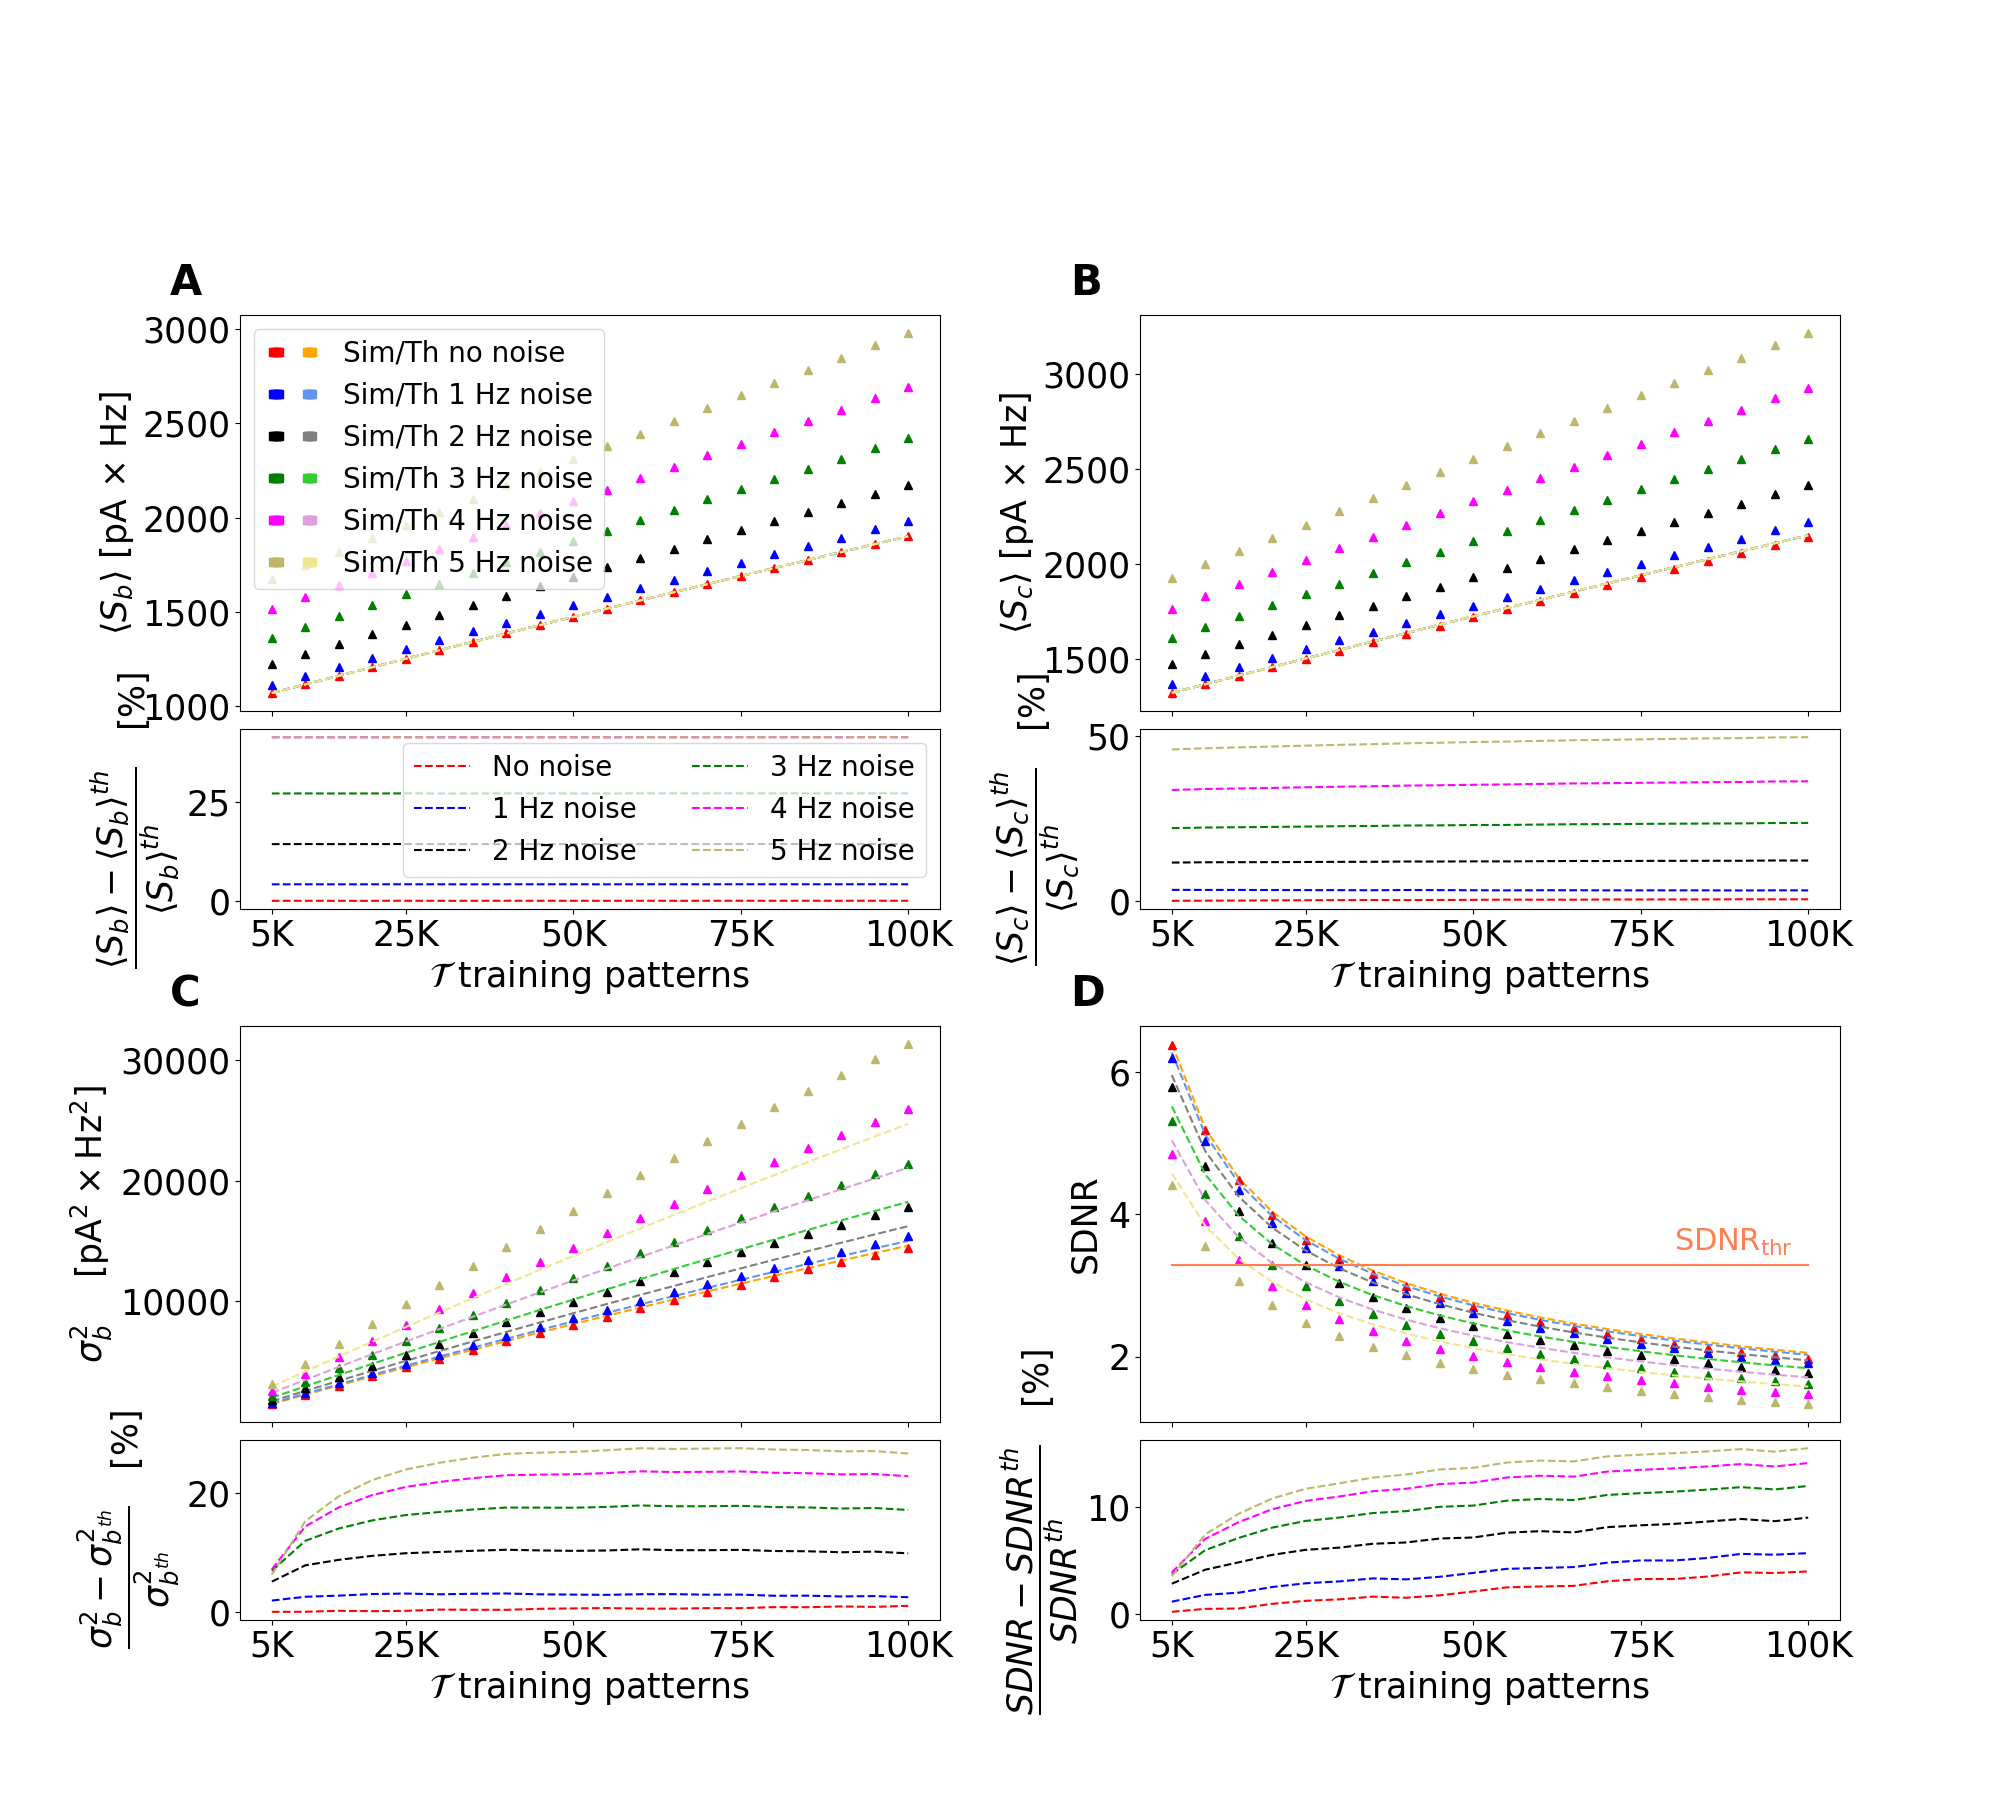 A
3000
2500
2000
1500
1000
⟨S_b⟩ [pA × Hz]
Sim/Th no noise
Sim/Th 1 Hz noise
Sim/Th 2 Hz noise
Sim/Th 3 Hz noise
Sim/Th 4 Hz noise
Sim/Th 5 Hz noise
25
0
⟨S_b⟩ − ⟨S_b⟩^th
⟨S_b⟩^th
[%]
No noise
1 Hz noise
2 Hz noise
3 Hz noise
4 Hz noise
5 Hz noise
5K 25K 50K 75K 100K
𝒯 training patterns
B
3000
2500
2000
1500
⟨S_c⟩ [pA × Hz]
50
0
⟨S_c⟩ − ⟨S_c⟩^th
⟨S_c⟩^th
[%]
5K 25K 50K 75K 100K
𝒯 training patterns
C
30000
20000
10000
σ_b^2 [pA^2 × Hz^2]
20
0
σ_b^2 − σ_b^2^th
σ_b^2^th
[%]
5K 25K 50K 75K 100K
𝒯 training patterns
D
6
4
2
SDNR
SDNR_thr
10
0
SDNR − SDNR^th
SDNR^th
[%]
5K 25K 50K 75K 100K
𝒯 training patterns